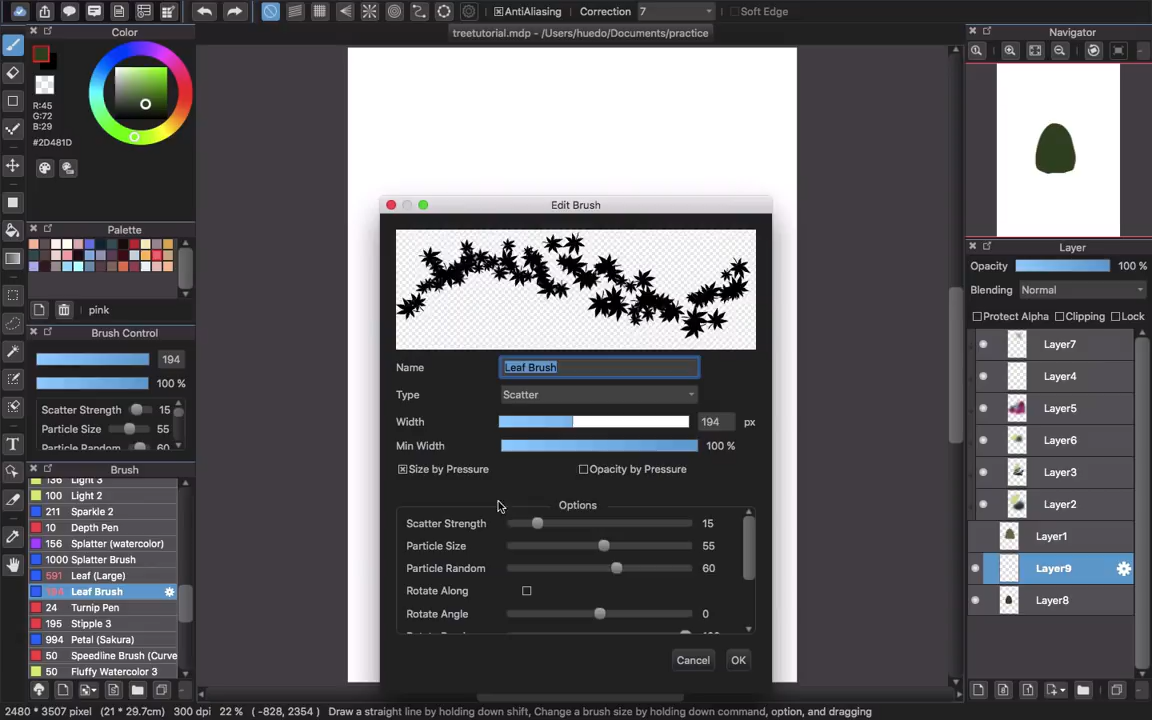 AntiAliasing Correction 7 Soft Edge
treetutorial.mdp - /Users/huedo/Documents/practice
Color
R:45
G:72
B:29
#2D481D
Palette
pink
Brush Control
194
100 %
Scatter Strength 15
Particle Size 55
Particle Random 60
Brush
136 Light 3
100 Light 2
211 Sparkle 2
10 Depth Pen
156 Splatter (watercolor)
1000 Splatter Brush
591 Leaf (Large)
194 Leaf Brush
24 Turnip Pen
195 Stipple 3
994 Petal (Sakura)
50 Speedline Brush (Curve
50 Fluffy Watercolor 3
Edit Brush
Name Leaf Brush
Type Scatter
Width 194 px
Min Width 100 %
Size by Pressure Opacity by Pressure
Options
Scatter Strength 15
Particle Size 55
Particle Random 60
Rotate Along
Rotate Angle 0
Cancel OK
Navigator
Layer
Opacity 100 %
Blending Normal
Protect Alpha Clipping Lock
Layer7
Layer4
Layer5
Layer6
Layer3
Layer2
Layer1
Layer9
Layer8
2480 * 3507 pixel (21 * 29.7cm) 300 dpi 22 % ( -828, 2354 ) Draw a straight line by holding down shift, Change a brush size by holding down command, option, and dragging